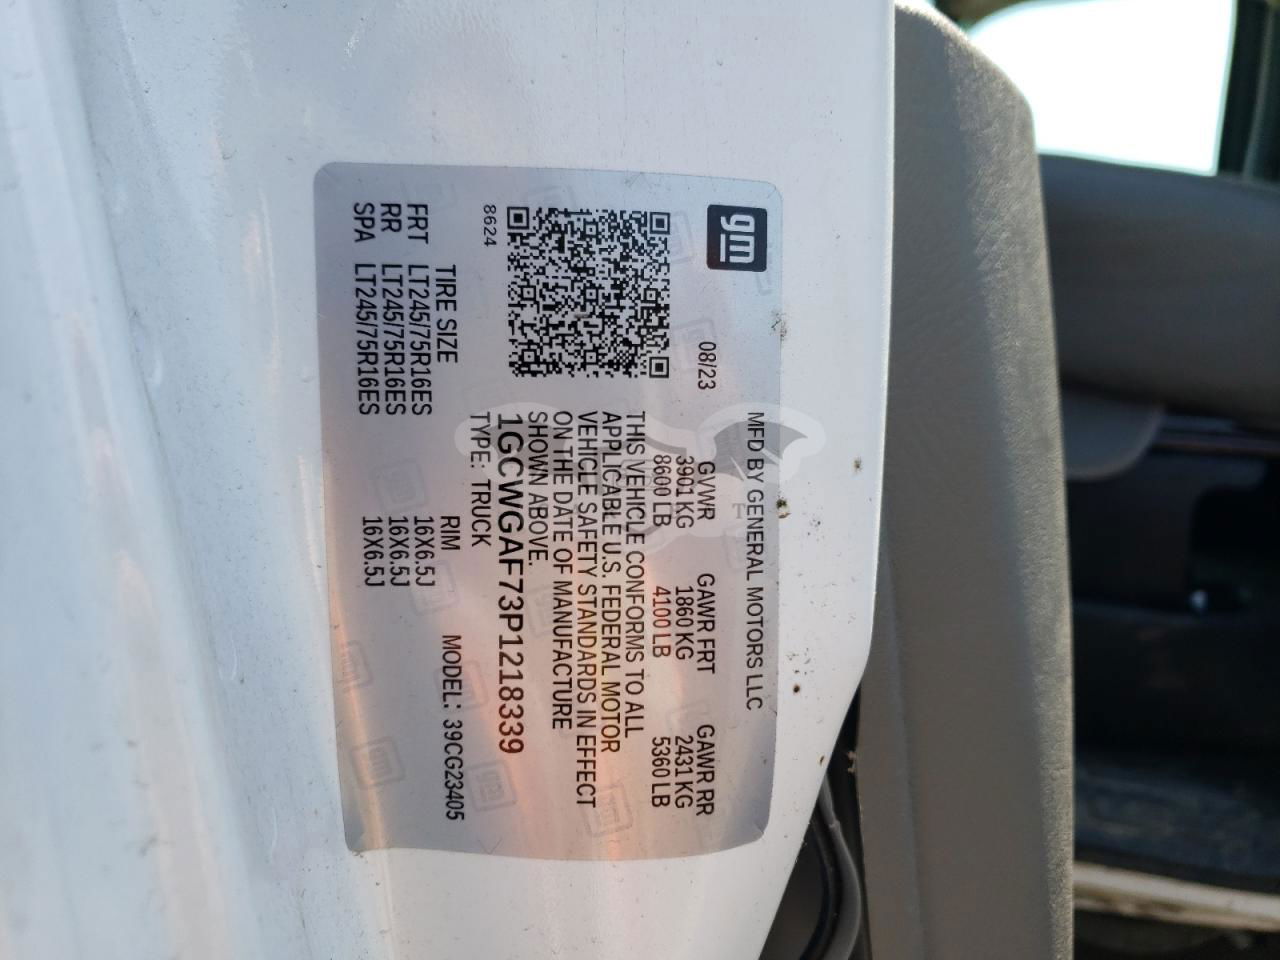 gm
MFD BY GENERAL MOTORS LLC
08/23
GVWR GAWR FRT GAWR RR
3901 KG 1860 KG 2431 KG
8600 LB 4100 LB 5360 LB
THIS VEHICLE CONFORMS TO ALL
APPLICABLE U.S. FEDERAL MOTOR
VEHICLE SAFETY STANDARDS IN EFFECT
ON THE DATE OF MANUFACTURE
SHOWN ABOVE.
1GCWGAF73P1218339
TYPE: TRUCK
8624
MODEL: 39CG23405
TIRE SIZE RIM
FRT LT245/75R16ES 16X6.5J
RR LT245/75R16ES 16X6.5J
SPA LT245/75R16ES 16X6.5J